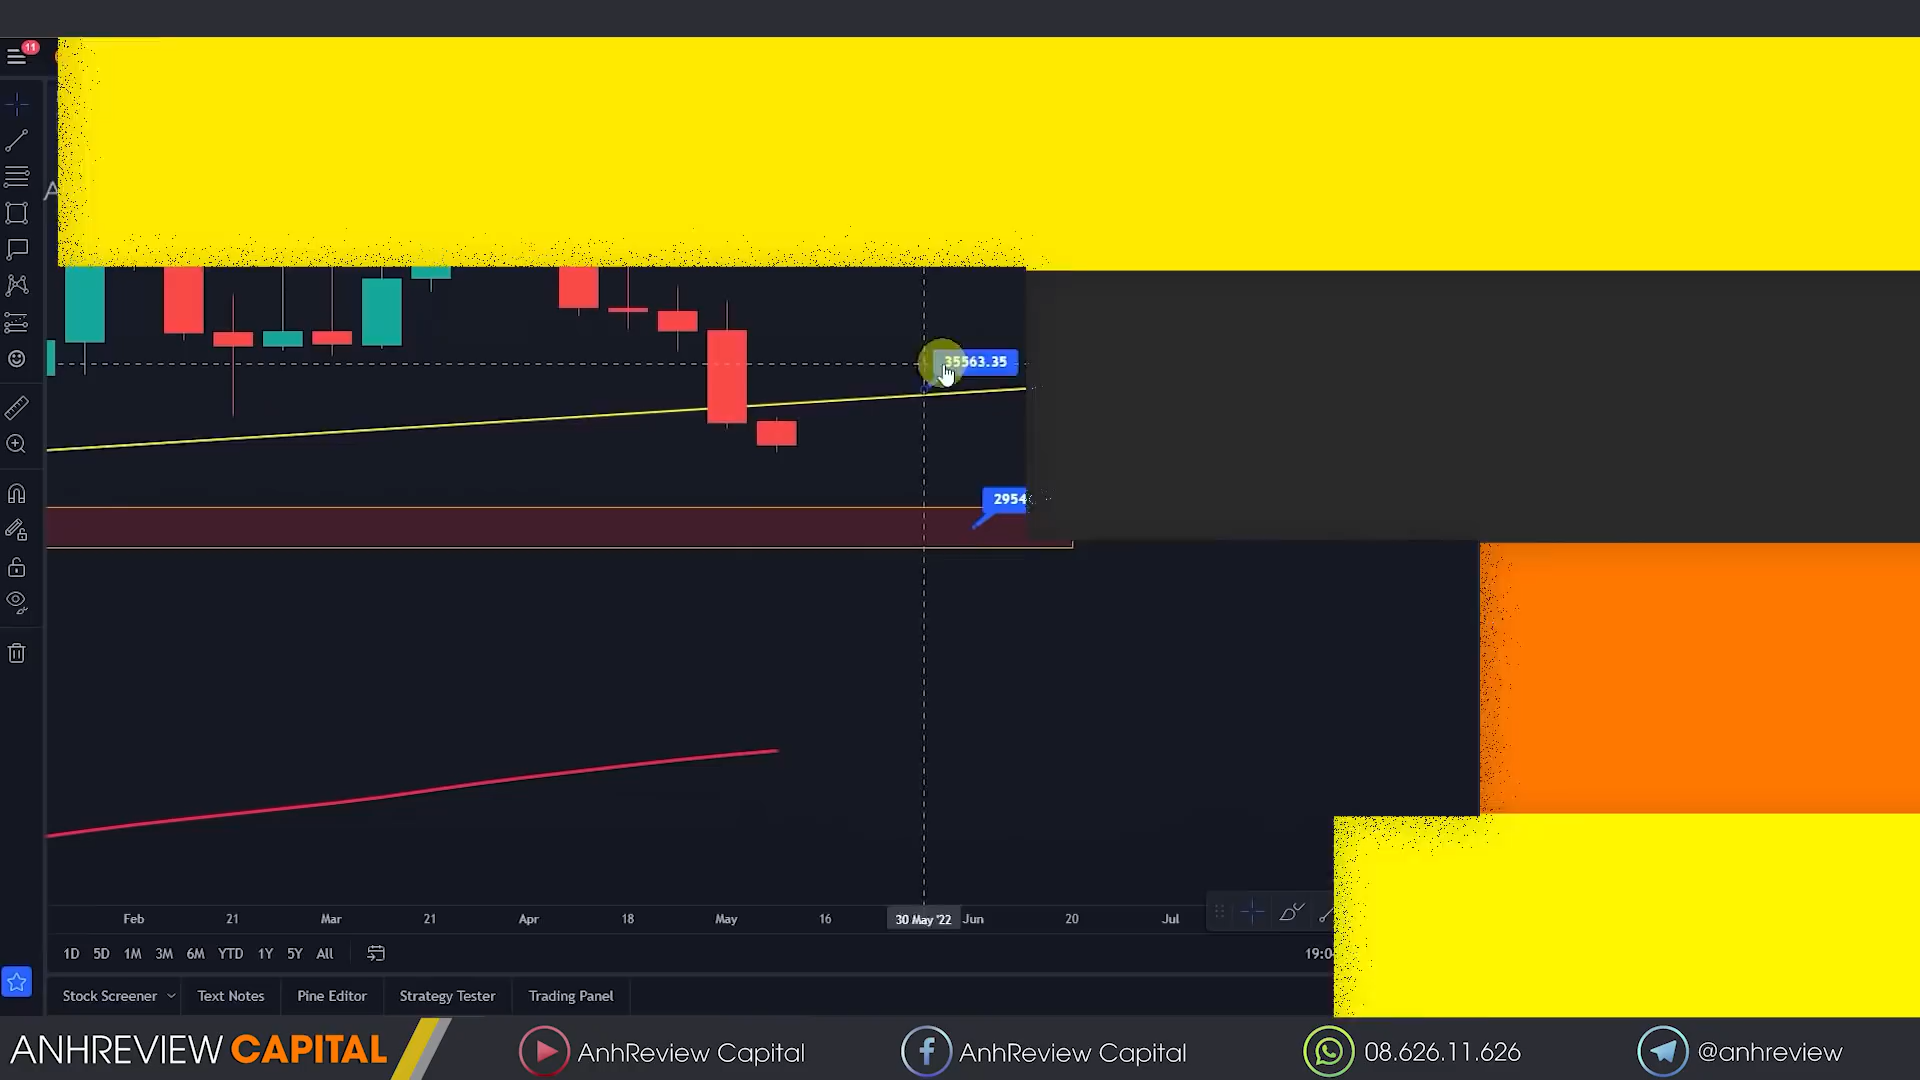 11
A
35563.35
2954
Feb 21 Mar 21 Apr 18 May 16 30 May '22 Jun 20 Jul
1D 5D 1M 3M 6M YTD 1Y 5Y All
19:0
Stock Screener Text Notes Pine Editor Strategy Tester Trading Panel
ANHREVIEW CAPITAL AnhReview Capital AnhReview Capital 08.626.11.626 @anhreview